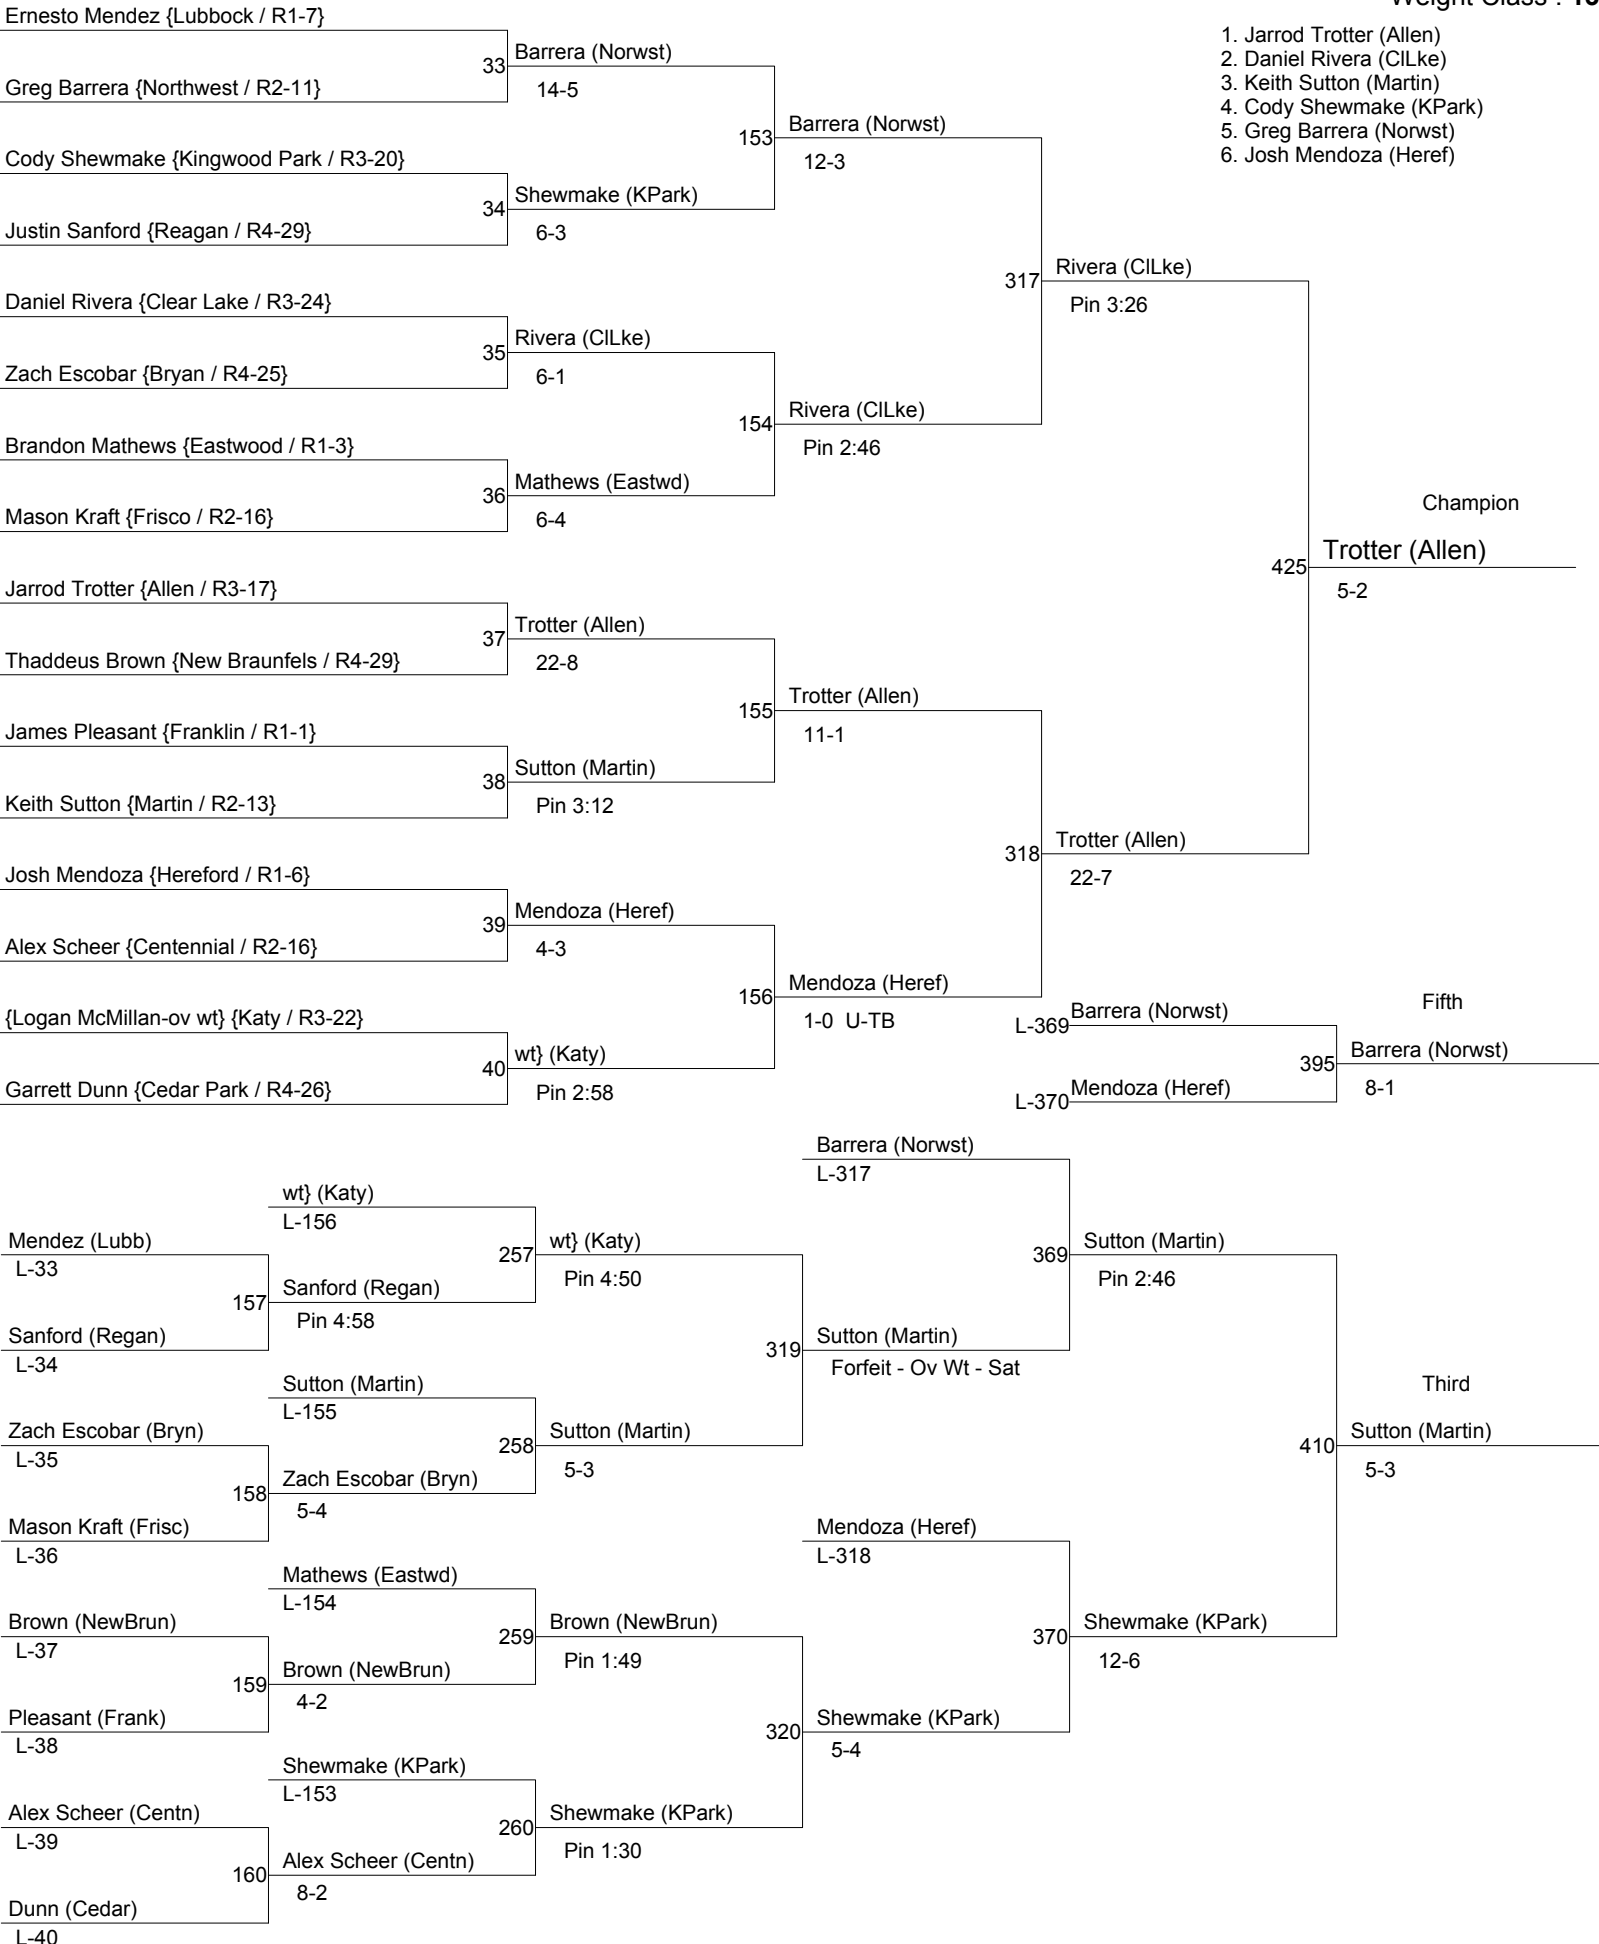 Weight Class :
1. Jarrod Trotter (Allen)
2. Daniel Rivera (ClLke)
3. Keith Sutton (Martin)
4. Cody Shewmake (KPark)
5. Greg Barrera (Norwst)
6. Josh Mendoza (Heref)
Ernesto Mendez {Lubbock / R1-7}
33
Barrera (Norwst)
14-5
Greg Barrera {Northwest / R2-11}
153
Barrera (Norwst)
12-3
Cody Shewmake {Kingwood Park / R3-20}
34
Shewmake (KPark)
6-3
Justin Sanford {Reagan / R4-29}
317
Rivera (ClLke)
Pin 3:26
Daniel Rivera {Clear Lake / R3-24}
35
Rivera (ClLke)
6-1
Zach Escobar {Bryan / R4-25}
154
Rivera (ClLke)
Pin 2:46
Brandon Mathews {Eastwood / R1-3}
36
Mathews (Eastwd)
6-4
Mason Kraft {Frisco / R2-16}
Champion
425
Trotter (Allen)
5-2
Jarrod Trotter {Allen / R3-17}
37
Trotter (Allen)
22-8
Thaddeus Brown {New Braunfels / R4-29}
155
Trotter (Allen)
11-1
James Pleasant {Franklin / R1-1}
38
Sutton (Martin)
Pin 3:12
Keith Sutton {Martin / R2-13}
318
Trotter (Allen)
22-7
Josh Mendoza {Hereford / R1-6}
39
Mendoza (Heref)
4-3
Alex Scheer {Centennial / R2-16}
156
Mendoza (Heref)
1-0 U-TB
{Logan McMillan-ov wt} {Katy / R3-22}
40
wt} (Katy)
Pin 2:58
Garrett Dunn {Cedar Park / R4-26}
L-369
Barrera (Norwst)
Fifth
395
Barrera (Norwst)
8-1
L-370
Mendoza (Heref)
Barrera (Norwst)
L-317
wt} (Katy)
L-156
Mendez (Lubb)
L-33
257
wt} (Katy)
Pin 4:50
369
Sutton (Martin)
Pin 2:46
157
Sanford (Regan)
Pin 4:58
Sanford (Regan)
L-34
319
Sutton (Martin)
Forfeit - Ov Wt - Sat
Sutton (Martin)
L-155
Third
Zach Escobar (Bryn)
L-35
258
Sutton (Martin)
5-3
410
Sutton (Martin)
5-3
158
Zach Escobar (Bryn)
5-4
Mason Kraft (Frisc)
L-36
Mendoza (Heref)
L-318
Mathews (Eastwd)
L-154
Brown (NewBrun)
L-37
259
Brown (NewBrun)
Pin 1:49
370
Shewmake (KPark)
12-6
159
Brown (NewBrun)
4-2
Pleasant (Frank)
L-38
320
Shewmake (KPark)
5-4
Shewmake (KPark)
L-153
Alex Scheer (Centn)
L-39
260
Shewmake (KPark)
Pin 1:30
160
Alex Scheer (Centn)
8-2
Dunn (Cedar)
L-40